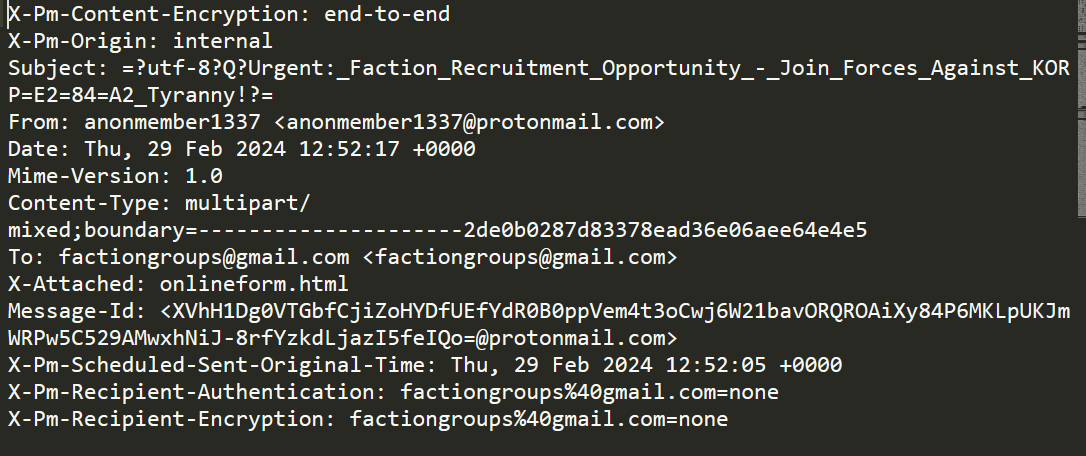 X-Pm-Content-Encryption: end-to-end
X-Pm-Origin: internal
Subject: =?utf-8?Q?Urgent:_Faction_Recruitment_Opportunity_-_Join_Forces_Against_KOR
P=E2=84=A2_Tyranny!?=
From: anonmember1337 <anonmember1337@protonmail.com>
Date: Thu, 29 Feb 2024 12:52:17 +0000
Mime-Version: 1.0
Content-Type: multipart/
mixed;boundary=---------------------2de0b0287d83378ead36e06aee64e4e5
To: factiongroups@gmail.com <factiongroups@gmail.com>
X-Attached: onlineform.html
Message-Id: <XVhH1Dg0VTGbfCjiZoHYDfUEfYdR0B0ppVem4t3oCwj6W21bavORQROAiXy84P6MKLpUKJm
WRPw5C529AMwxhNiJ-8rfYzkdLjazI5feIQo=@protonmail.com>
X-Pm-Scheduled-Sent-Original-Time: Thu, 29 Feb 2024 12:52:05 +0000
X-Pm-Recipient-Authentication: factiongroups%40gmail.com=none
X-Pm-Recipient-Encryption: factiongroups%40gmail.com=none